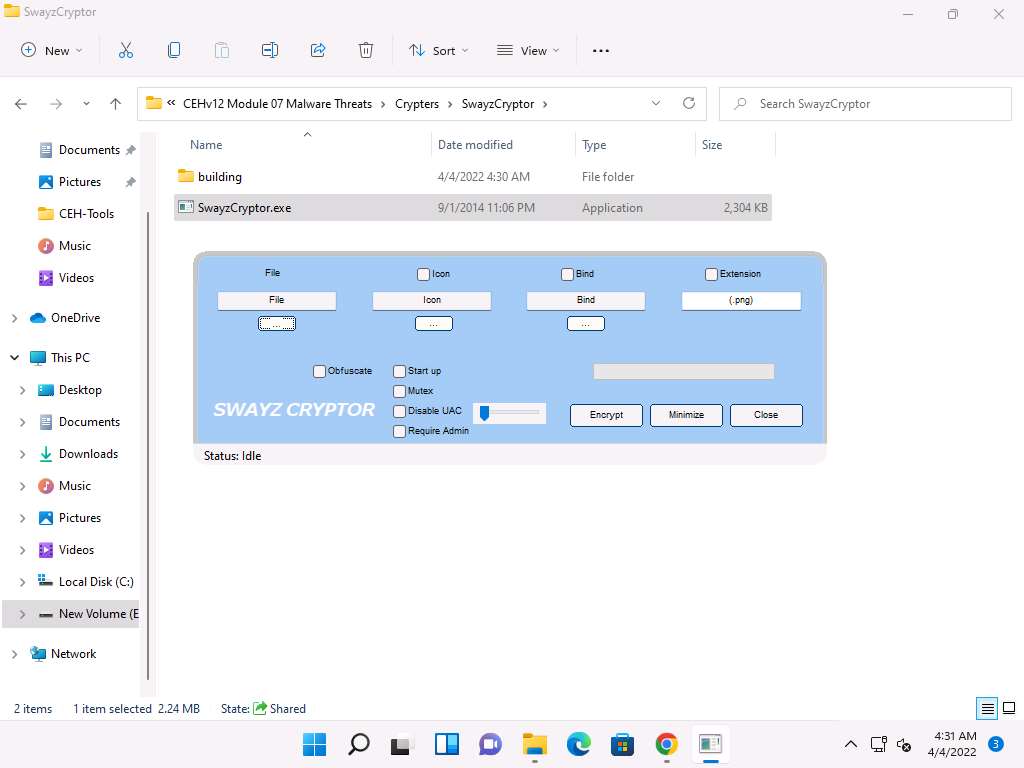 SwayzCryptor
New
Sort
View
« CEHv12 Module 07 Malware Threats > Crypters > SwayzCryptor >
Search SwayzCryptor
Name Date modified Type Size
building 4/4/2022 4:30 AM File folder
SwayzCryptor.exe 9/1/2014 11:06 PM Application 2,304 KB
Documents
Pictures
CEH-Tools
Music
Videos
OneDrive
This PC
Desktop
Documents
Downloads
Music
Pictures
Videos
Local Disk (C:)
New Volume (E
Network
File Icon Bind Extension
File Icon Bind (.png)
... ... ...
Obfuscate Start up
Mutex
SWAYZ CRYPTOR Disable UAC Encrypt Minimize Close
Require Admin
Status: Idle
2 items 1 item selected 2.24 MB State: Shared
4:31 AM
4/4/2022
3